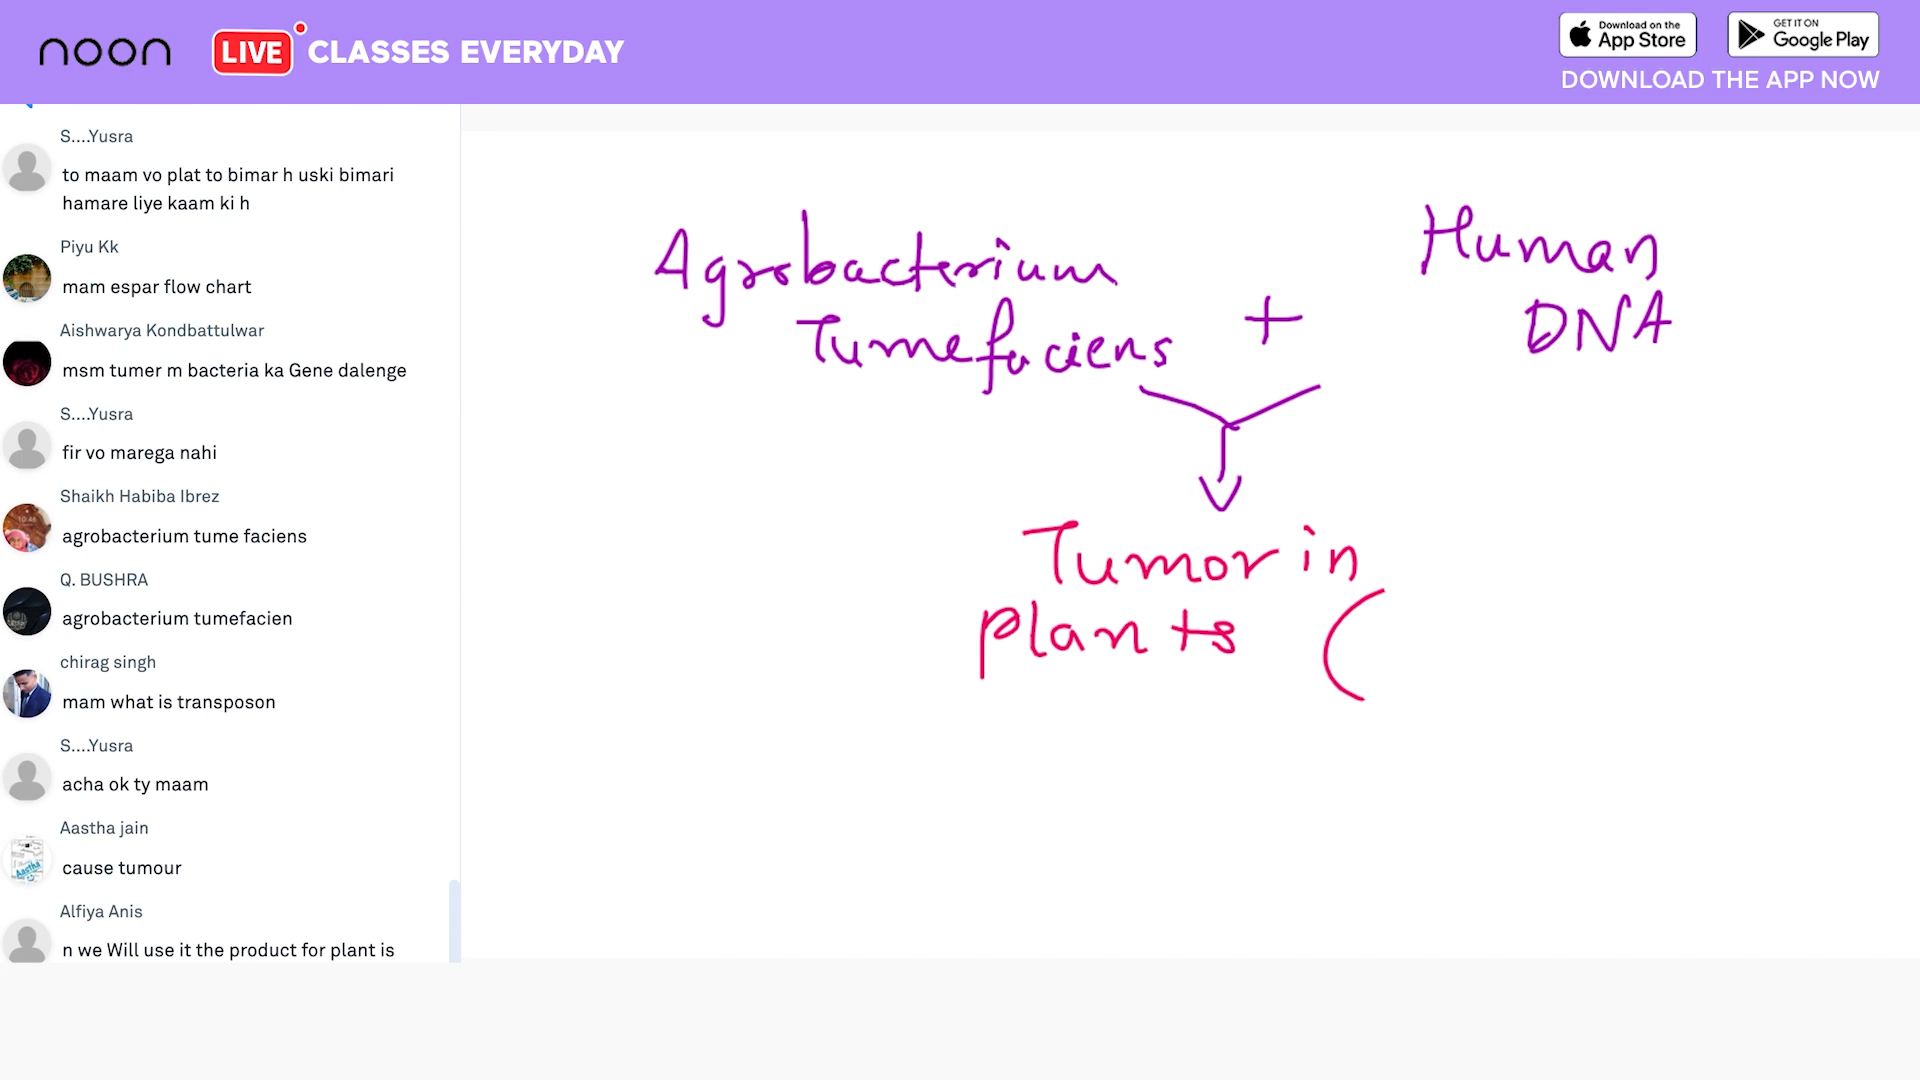 noon LIVE CLASSES EVERYDAY
Download on the
App Store
GET IT ON
Google Play
DOWNLOAD THE APP NOW
S....Yusra
to maam vo plat to bimar h uski bimari
hamare liye kaam ki h
Piyu Kk
mam espar flow chart
Aishwarya Kondbattulwar
msm tumer m bacteria ka Gene dalenge
S....Yusra
fir vo marega nahi
Shaikh Habiba Ibrez
agrobacterium tume faciens
Q. BUSHRA
agrobacterium tumefacien
chirag singh
mam what is transposon
S....Yusra
acha ok ty maam
Aastha jain
cause tumour
Alfiya Anis
n we Will use it the product for plant is
Agrobacterium
Tumefaciens + Human
DNA
Tumor in
plants (